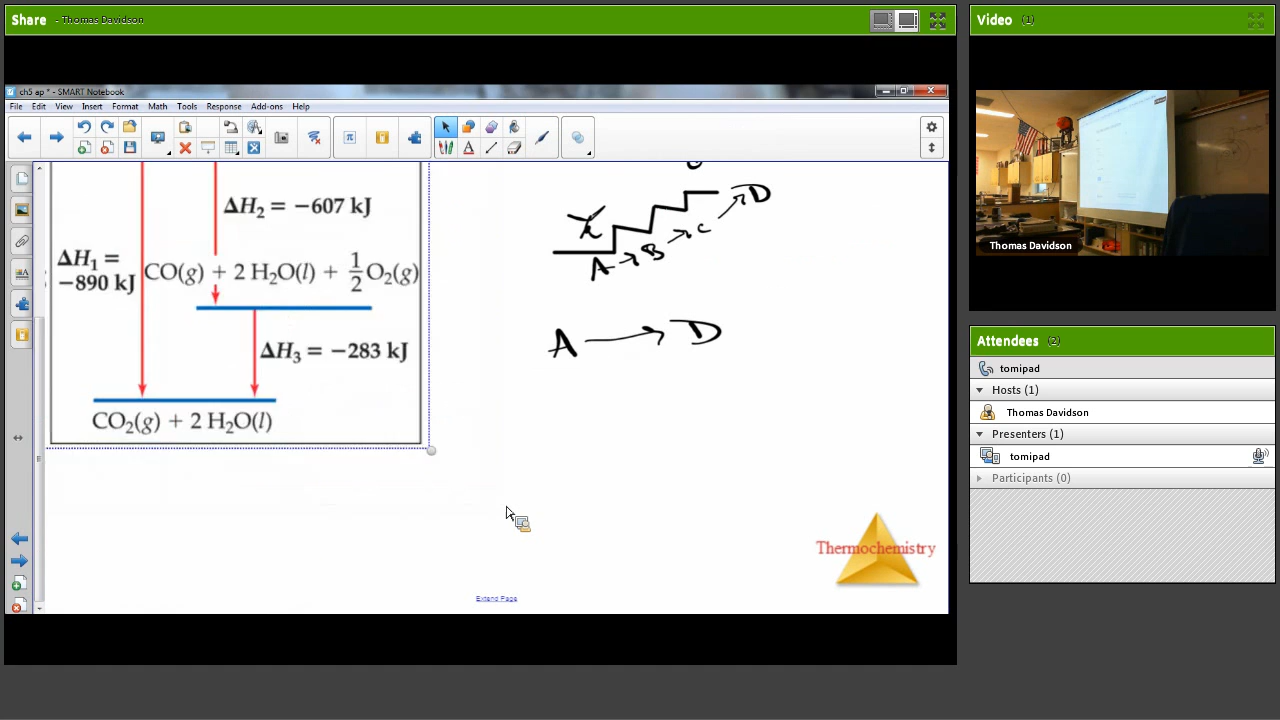 Share - Thomas Davidson
Video (1)
ch5 ap * - SMART Notebook
File Edit View Insert Format Math Tools Response Add-ons Help
ΔH₂ = −607 kJ
ΔH₁ =
−890 kJ
CO(g) + 2 H₂O(l) + 1/2 O₂(g)
ΔH₃ = −283 kJ
CO₂(g) + 2 H₂O(l)
A → B → C → D
A → D
Thermochemistry
Extend Page
Thomas Davidson
Attendees (2)
tomipad
Hosts (1)
Thomas Davidson
Presenters (1)
tomipad
Participants (0)